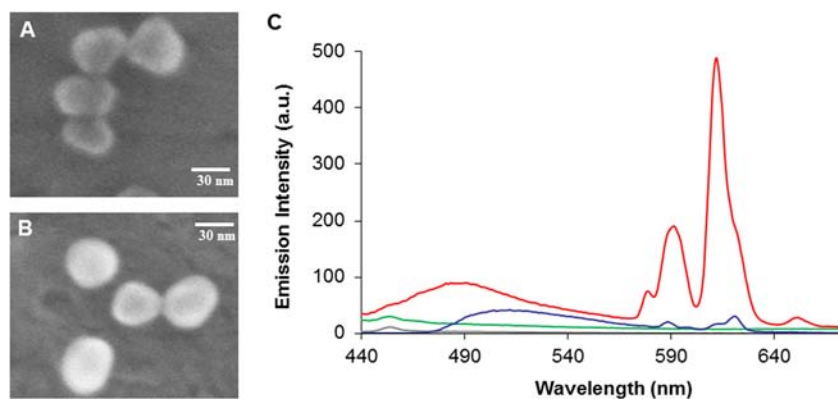 A
30 nm
B
30 nm
C
500
400
300
200
100
0
440 490 540 590 640
Emission Intensity (a.u.)
Wavelength (nm)